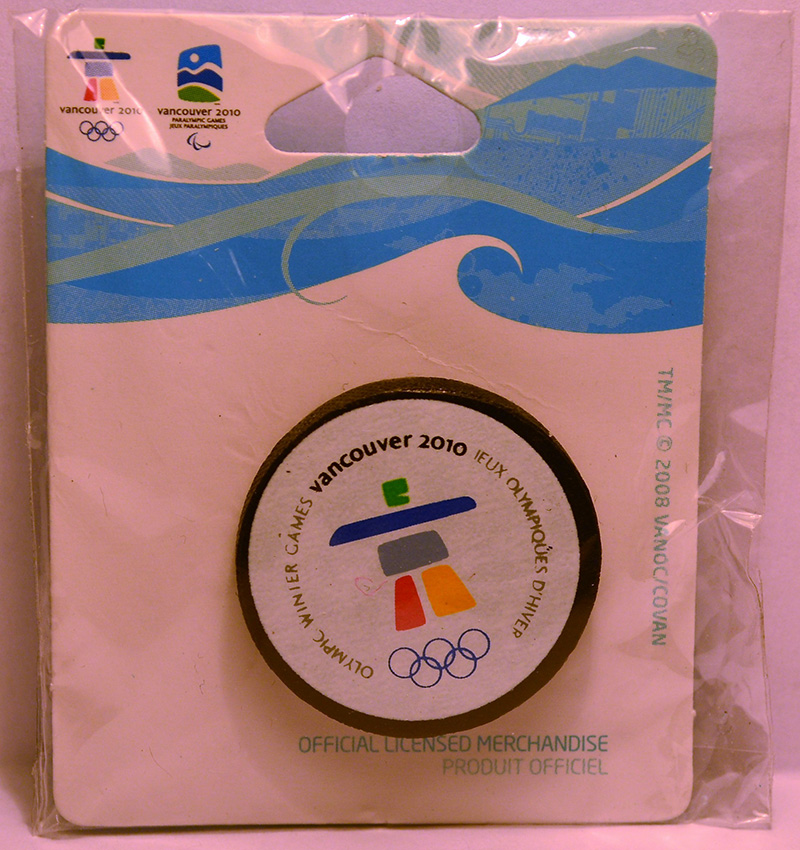 vancouver 2010
vancouver 2010
PARALYMPIC GAMES
JEUX PARALYMPIQUES
TM/MC © 2008 VANOC/COVAN
OLYMPIC WINTER GAMES vancouver 2010 JEUX OLYMPIQUES D'HIVER
OFFICIAL LICENSED MERCHANDISE
PRODUIT OFFICIEL